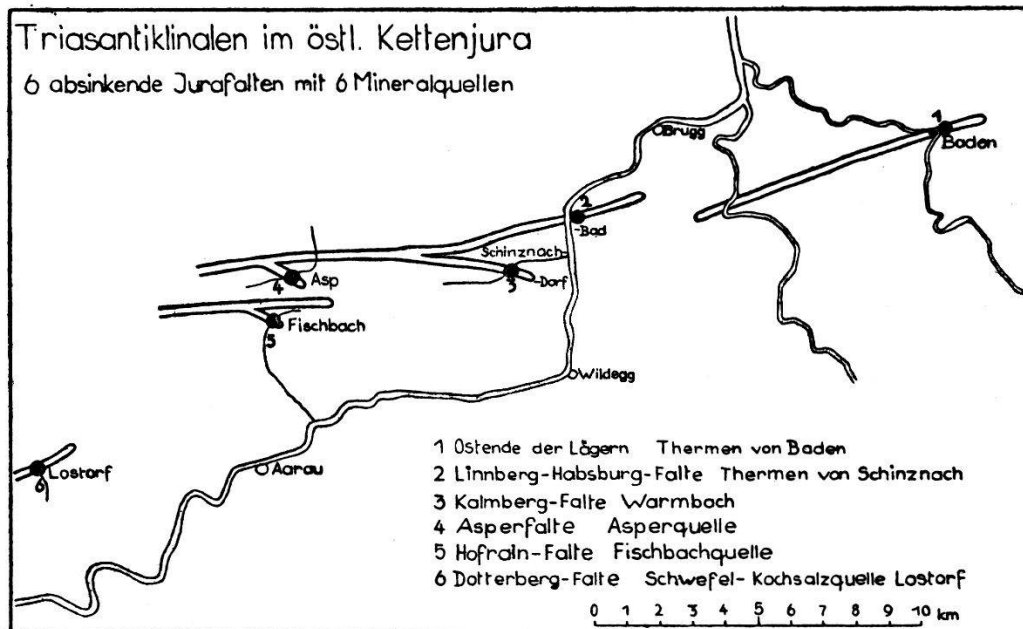 Triasantiklinalen im östl. Kettenjura
6 absinkende Jurafalten mit 6 Mineralquellen
1
Baden
Brugg
2
-Bad
Schinznach
3
-Dorf
4
Asp
5
Fischbach
Wildegg
6
Lostorf
Aarau
1 Ostende der Lägern Thermen von Baden
2 Linnberg-Habsburg-Falte Thermen von Schinznach
3 Kalmberg-Falte Warmbach
4 Asperfalte Asperquelle
5 Hofrain-Falte Fischbachquelle
6 Dotterberg-Falte Schwefel-Kochsalzquelle Lostorf
0 1 2 3 4 5 6 7 8 9 10 km